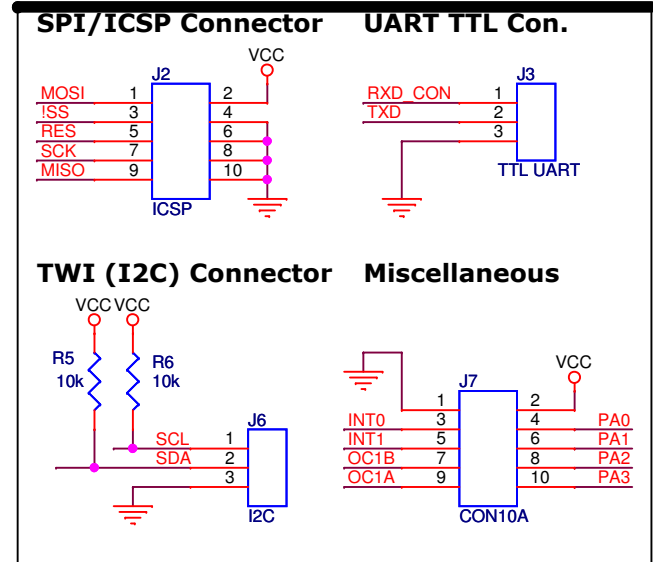 SPI/ICSP Connector
VCC
J2
MOSI 1 2
!SS 3 4
RES 5 6
SCK 7 8
MISO 9 10
ICSP
UART TTL Con.
J3
RXD_CON 1
TXD 2
3
TTL UART
TWI (I2C) Connector
VCC VCC
R5 R6
10k 10k
J6
SCL 1
SDA 2
3
I2C
Miscellaneous
VCC
J7
1 2
INT0 3 4 PA0
INT1 5 6 PA1
OC1B 7 8 PA2
OC1A 9 10 PA3
CON10A